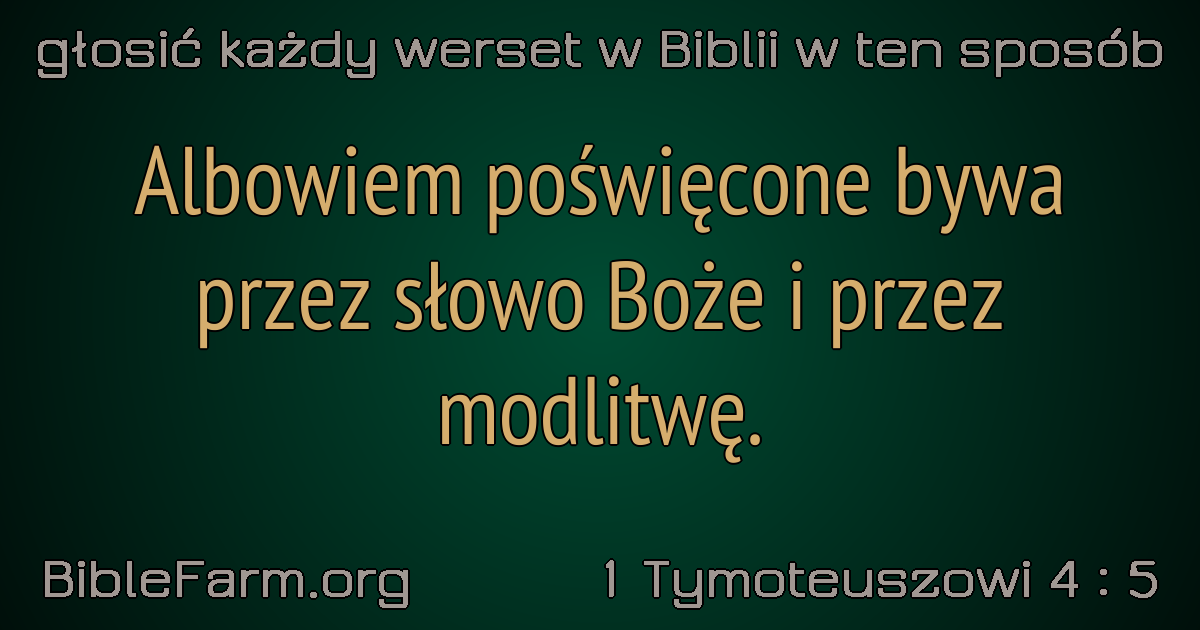 głosić każdy werset w Biblii w ten sposób
Albowiem poświęcone bywa
przez słowo Boże i przez
modlitwę.
BibleFarm.org
1 Tymoteuszowi 4 : 5